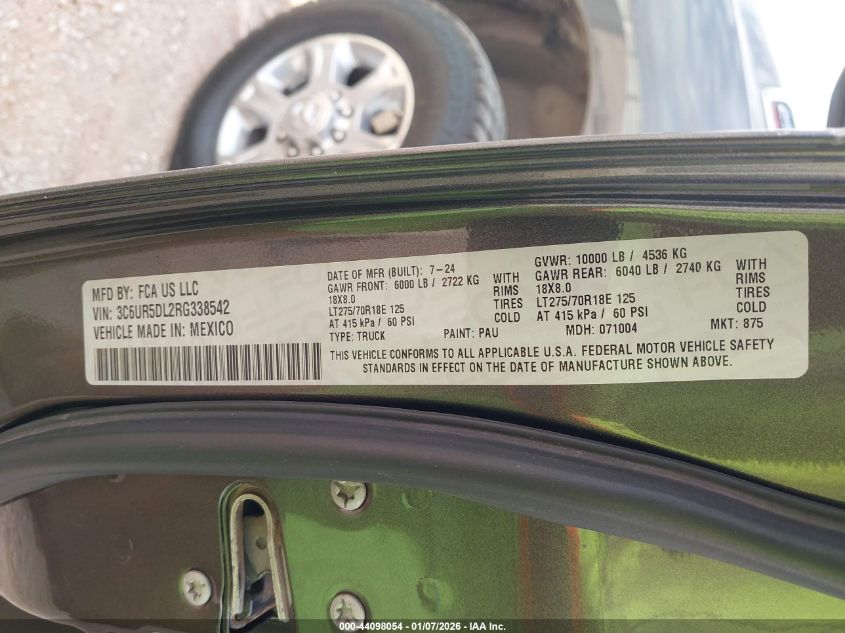 MFD BY: FCA US LLC
VIN: 3C6UR5DL2RG338542
VEHICLE MADE IN: MEXICO
DATE OF MFR (BUILT): 7-24
GAWR FRONT: 6000 LB / 2722 KG WITH
18X8.0 RIMS
LT275/70R18E 125 TIRES
AT 415 kPa / 60 PSI COLD
TYPE: TRUCK PAINT: PAU
GVWR: 10000 LB / 4536 KG
GAWR REAR: 6040 LB / 2740 KG WITH
18X8.0 RIMS
LT275/70R18E 125 TIRES
AT 415 kPa / 60 PSI COLD
MDH: 071004 MKT: 875
THIS VEHICLE CONFORMS TO ALL APPLICABLE U.S.A. FEDERAL MOTOR VEHICLE SAFETY
STANDARDS IN EFFECT ON THE DATE OF MANUFACTURE SHOWN ABOVE.
000-44098054 - 01/07/2026 - IAA Inc.